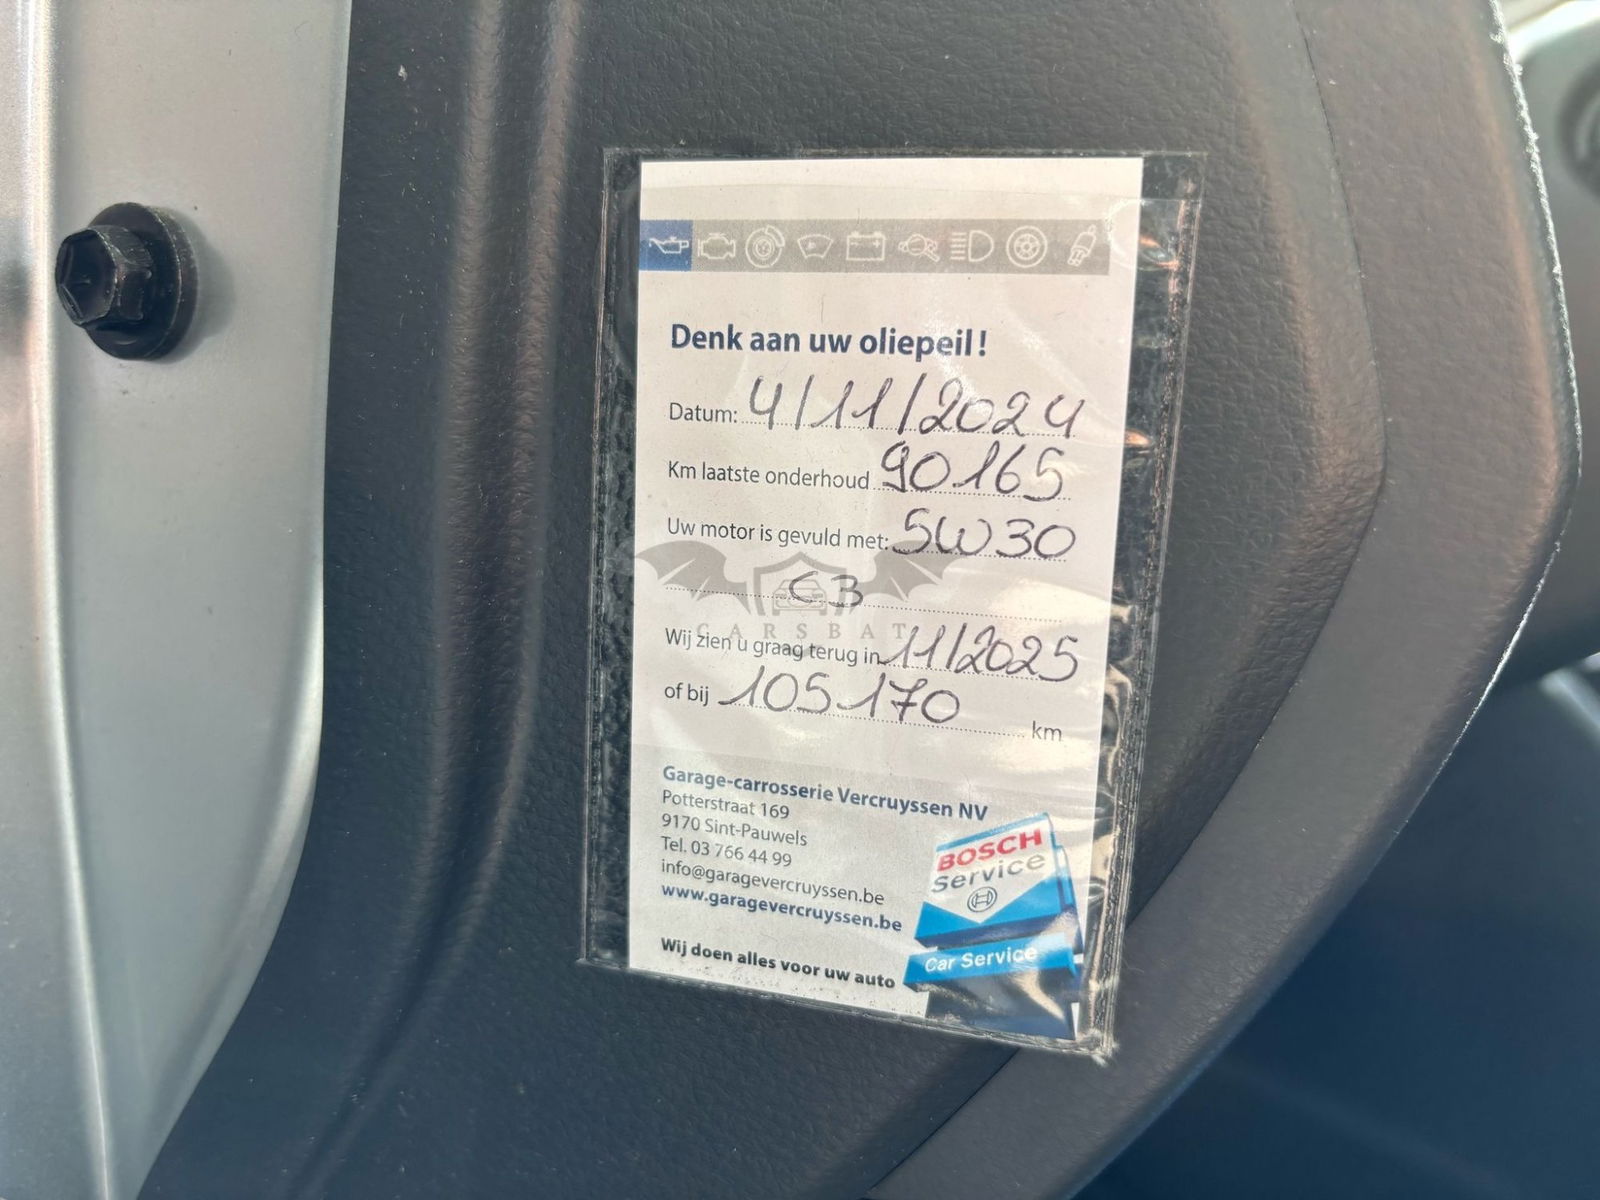 Denk aan uw oliepeil!
Datum: 4/11/2024
Km laatste onderhoud 90165
Uw motor is gevuld met: 5W30
C3
CARSBAT
Wij zien u graag terug in 11/2025
of bij 105170 km
Garage-carrosserie Vercruyssen NV
Potterstraat 169
9170 Sint-Pauwels
Tel. 03 766 44 99
info@garagevercruyssen.be
www.garagevercruyssen.be
Wij doen alles voor uw auto
BOSCH
Service
Car Service